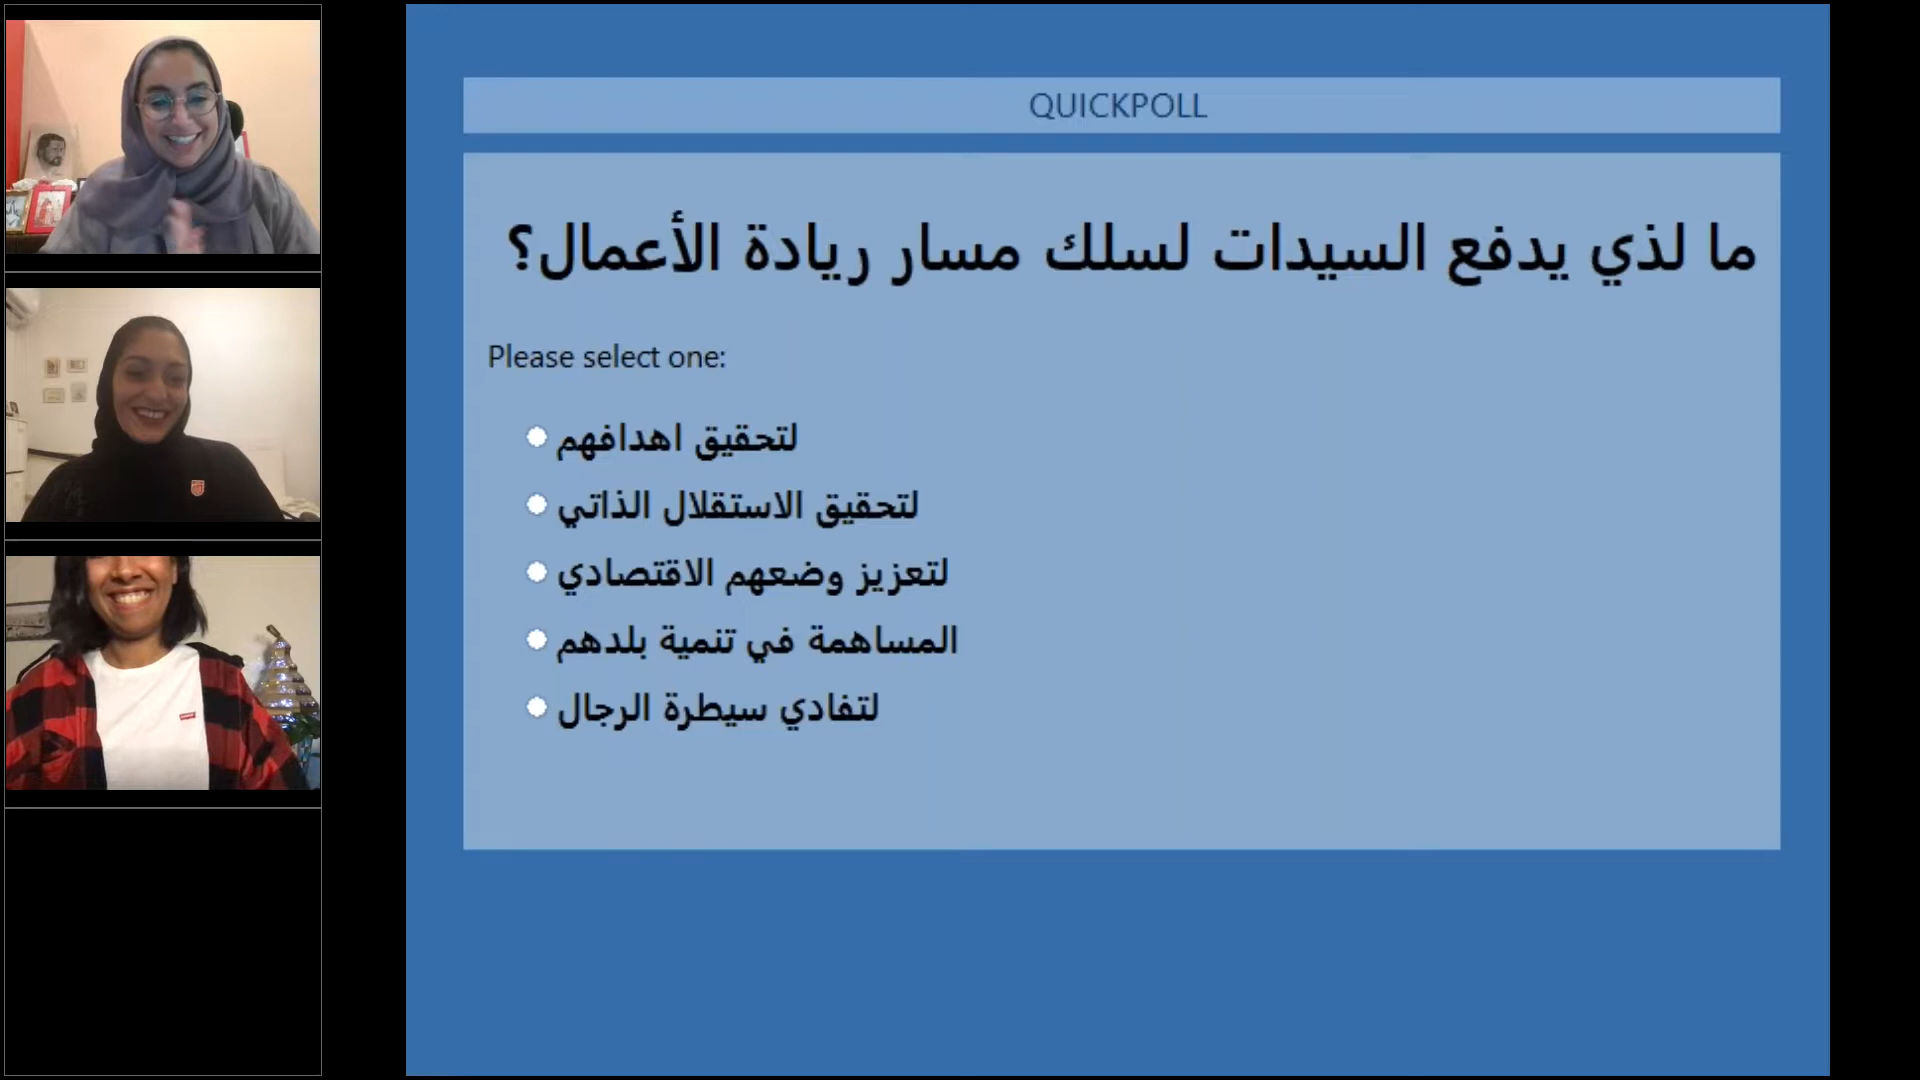 QUICKPOLL
ما لذي يدفع السيدات لسلك مسار ريادة الأعمال؟
Please select one:
لتحقيق اهدافهم
لتحقيق الاستقلال الذاتي
لتعزيز وضعهم الاقتصادي
المساهمة في تنمية بلدهم
لتفادي سيطرة الرجال